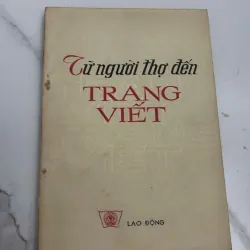 Từ người thợ đến
TRANG
VIẾT
LAO ĐỘNG